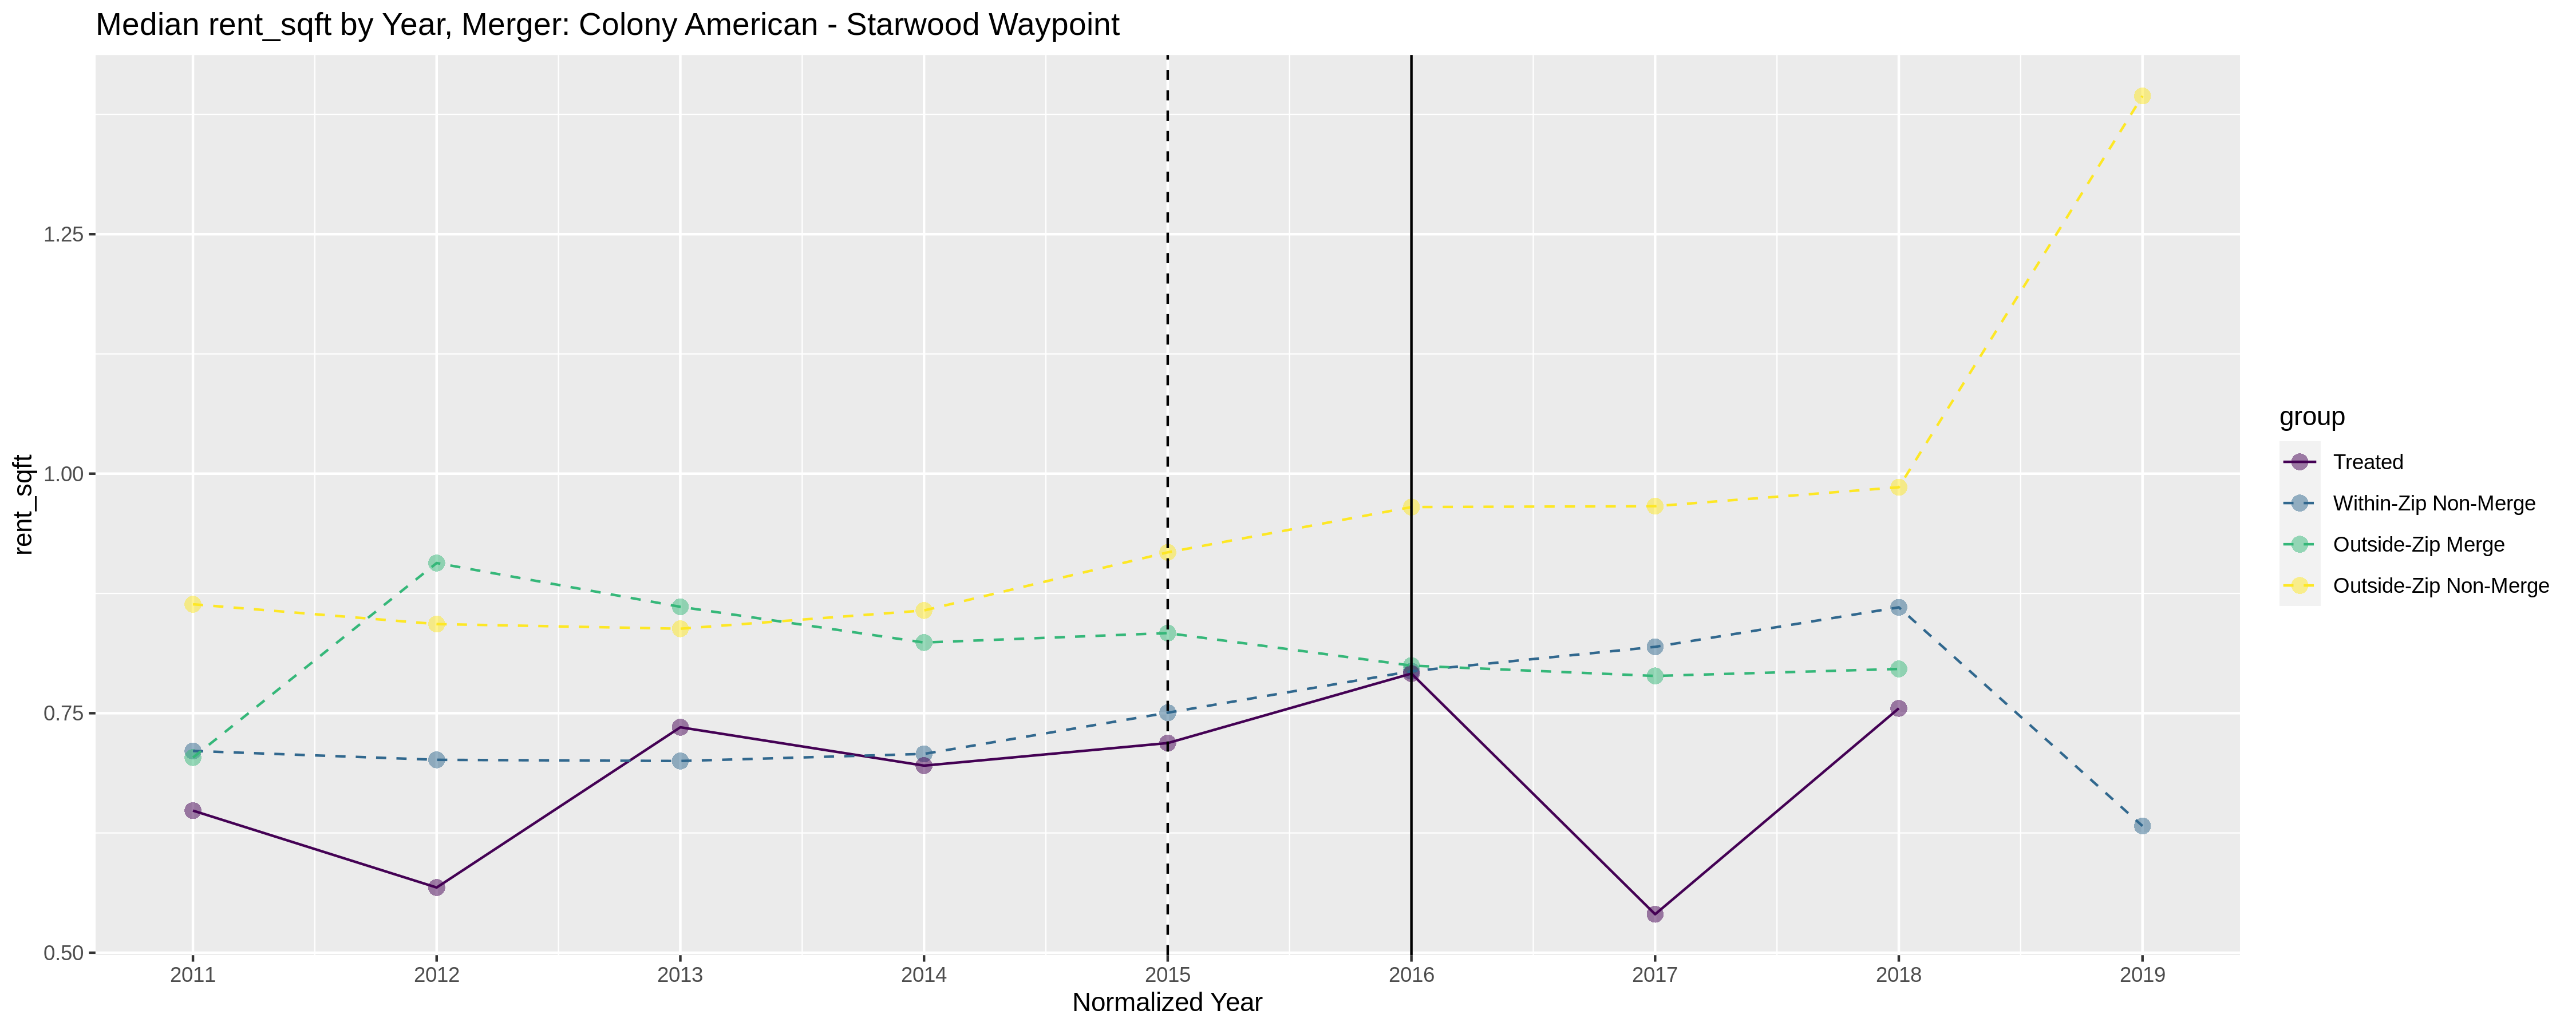 Median rent_sqft by Year, Merger: Colony American - Starwood Waypoint
rent_sqft
1.25
1.00
0.75
0.50
2011 2012 2013 2014 2015 2016 2017 2018 2019
Normalized Year
group
Treated
Within-Zip Non-Merge
Outside-Zip Merge
Outside-Zip Non-Merge